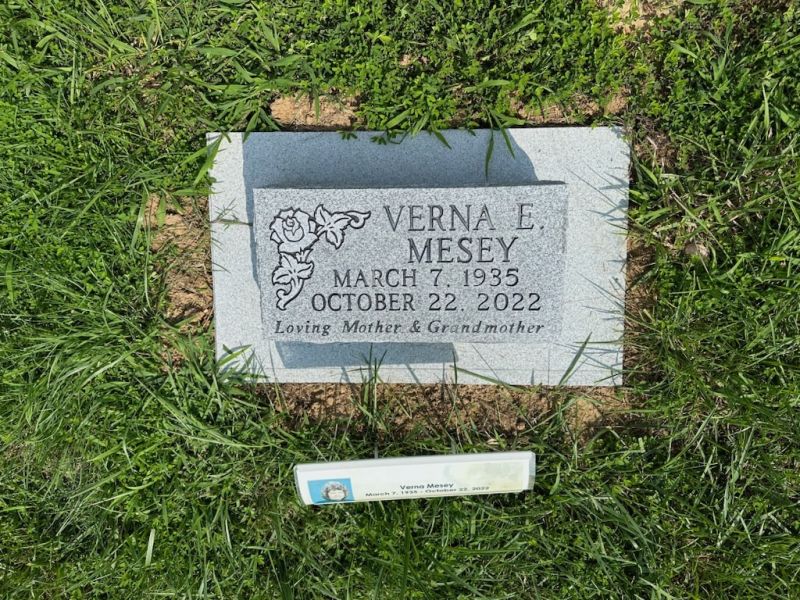 VERNA E.
MESEY
MARCH 7, 1935
OCTOBER 22, 2022
Loving Mother & Grandmother
Verna Mesey
March 7, 1935 - October 22, 2022